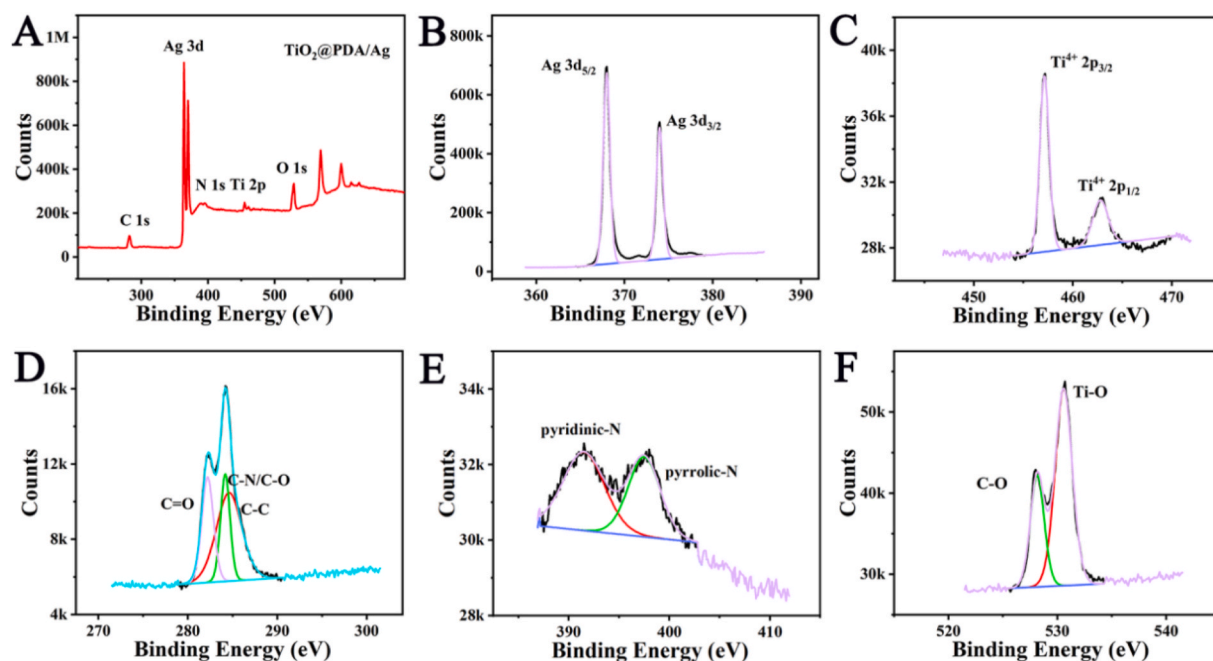 A
1M
800k
600k
400k
200k
0
Counts
Ag 3d
TiO₂@PDA/Ag
N 1s
Ti 2p
O 1s
C 1s
300
400
500
600
Binding Energy (eV)
B
800k
600k
400k
200k
0
Counts
Ag 3d₅/₂
Ag 3d₃/₂
360
370
380
390
Binding Energy (eV)
C
40k
36k
32k
28k
Counts
Ti⁴⁺ 2p₃/₂
Ti⁴⁺ 2p₁/₂
450
460
470
Binding Energy (eV)
D
16k
12k
8k
4k
Counts
C=O
C-N/C-O
C-C
270
280
290
300
Binding Energy (eV)
E
34k
32k
30k
28k
Counts
pyridinic-N
pyrrolic-N
390
400
410
Binding Energy (eV)
F
50k
40k
30k
Counts
Ti-O
C-O
520
530
540
Binding Energy (eV)